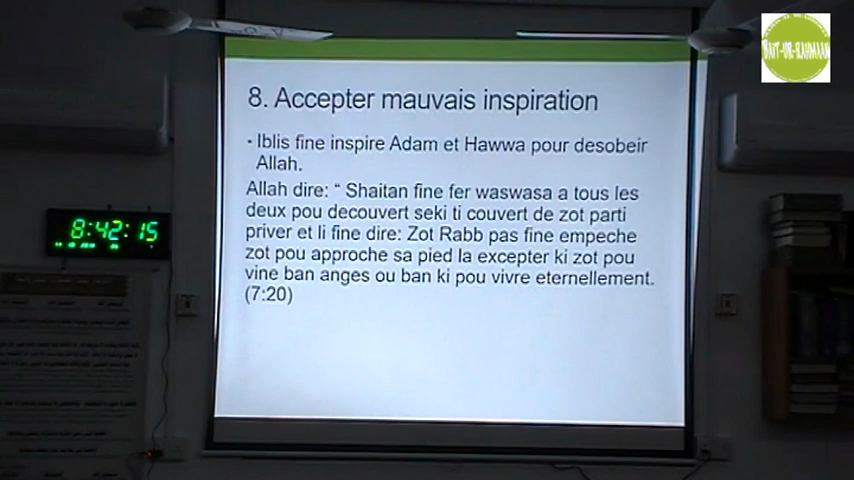 BAIT-UR-RAHMAAN
8. Accepter mauvais inspiration
· Iblis fine inspire Adam et Hawwa pour desobeir
Allah.
Allah dire: “ Shaitan fine fer waswasa a tous les
deux pou decouvert seki ti couvert de zot parti
priver et li fine dire: Zot Rabb pas fine empeche
zot pou approche sa pied la excepter ki zot pou
vine ban anges ou ban ki pou vivre eternellement.
(7:20)
8:42:15